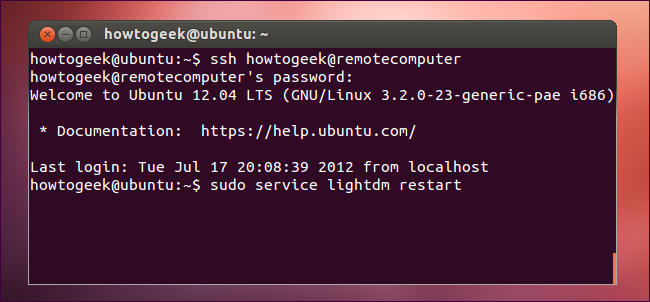 howtogeek@ubuntu: ~
howtogeek@ubuntu:~$ ssh howtogeek@remotecomputer
howtogeek@remotecomputer's password:
Welcome to Ubuntu 12.04 LTS (GNU/Linux 3.2.0-23-generic-pae i686)
* Documentation:  https://help.ubuntu.com/
Last login: Tue Jul 17 20:08:39 2012 from localhost
howtogeek@ubuntu:~$ sudo service lightdm restart